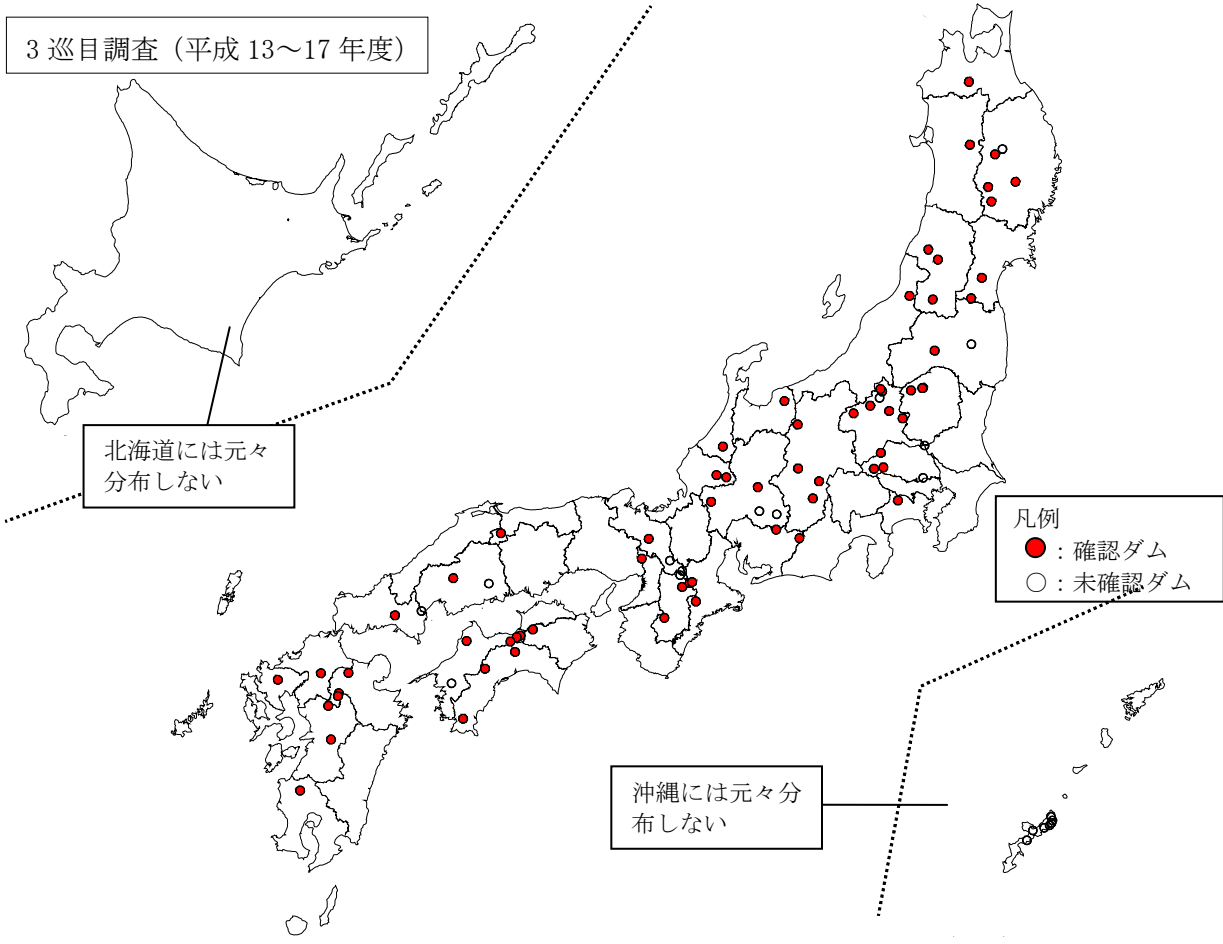 3 巡目調査（平成 13～17 年度）
北海道には元々
分布しない
凡例
：確認ダム
：未確認ダム
沖縄には元々分
布しない